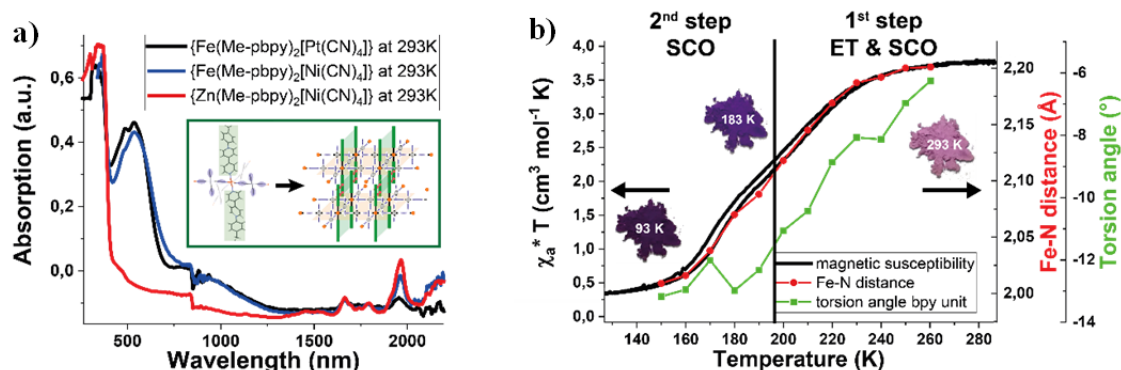 a)
Absorption (a.u.)
0,6
0,4
0,2
0,0
500
1000
1500
2000
Wavelength (nm)
{Fe(Me-pbpy)₂[Pt(CN)₄]} at 293K
{Fe(Me-pbpy)₂[Ni(CN)₄]} at 293K
{Zn(Me-pbpy)₂[Ni(CN)₄]} at 293K
b)
2nd step
SCO
1st step
ET & SCO
χa* T (cm³ mol⁻¹ K)
4,0
3,5
3,0
2,5
2,0
1,5
1,0
0,5
0,0
183 K
293 K
93 K
magnetic susceptibility
Fe-N distance
torsion angle bpy unit
140
160
180
200
220
240
260
280
Temperature (K)
2,20
2,15
2,10
2,05
2,00
Fe-N distance (Å)
-6
-8
-10
-12
-14
Torsion angle (°)